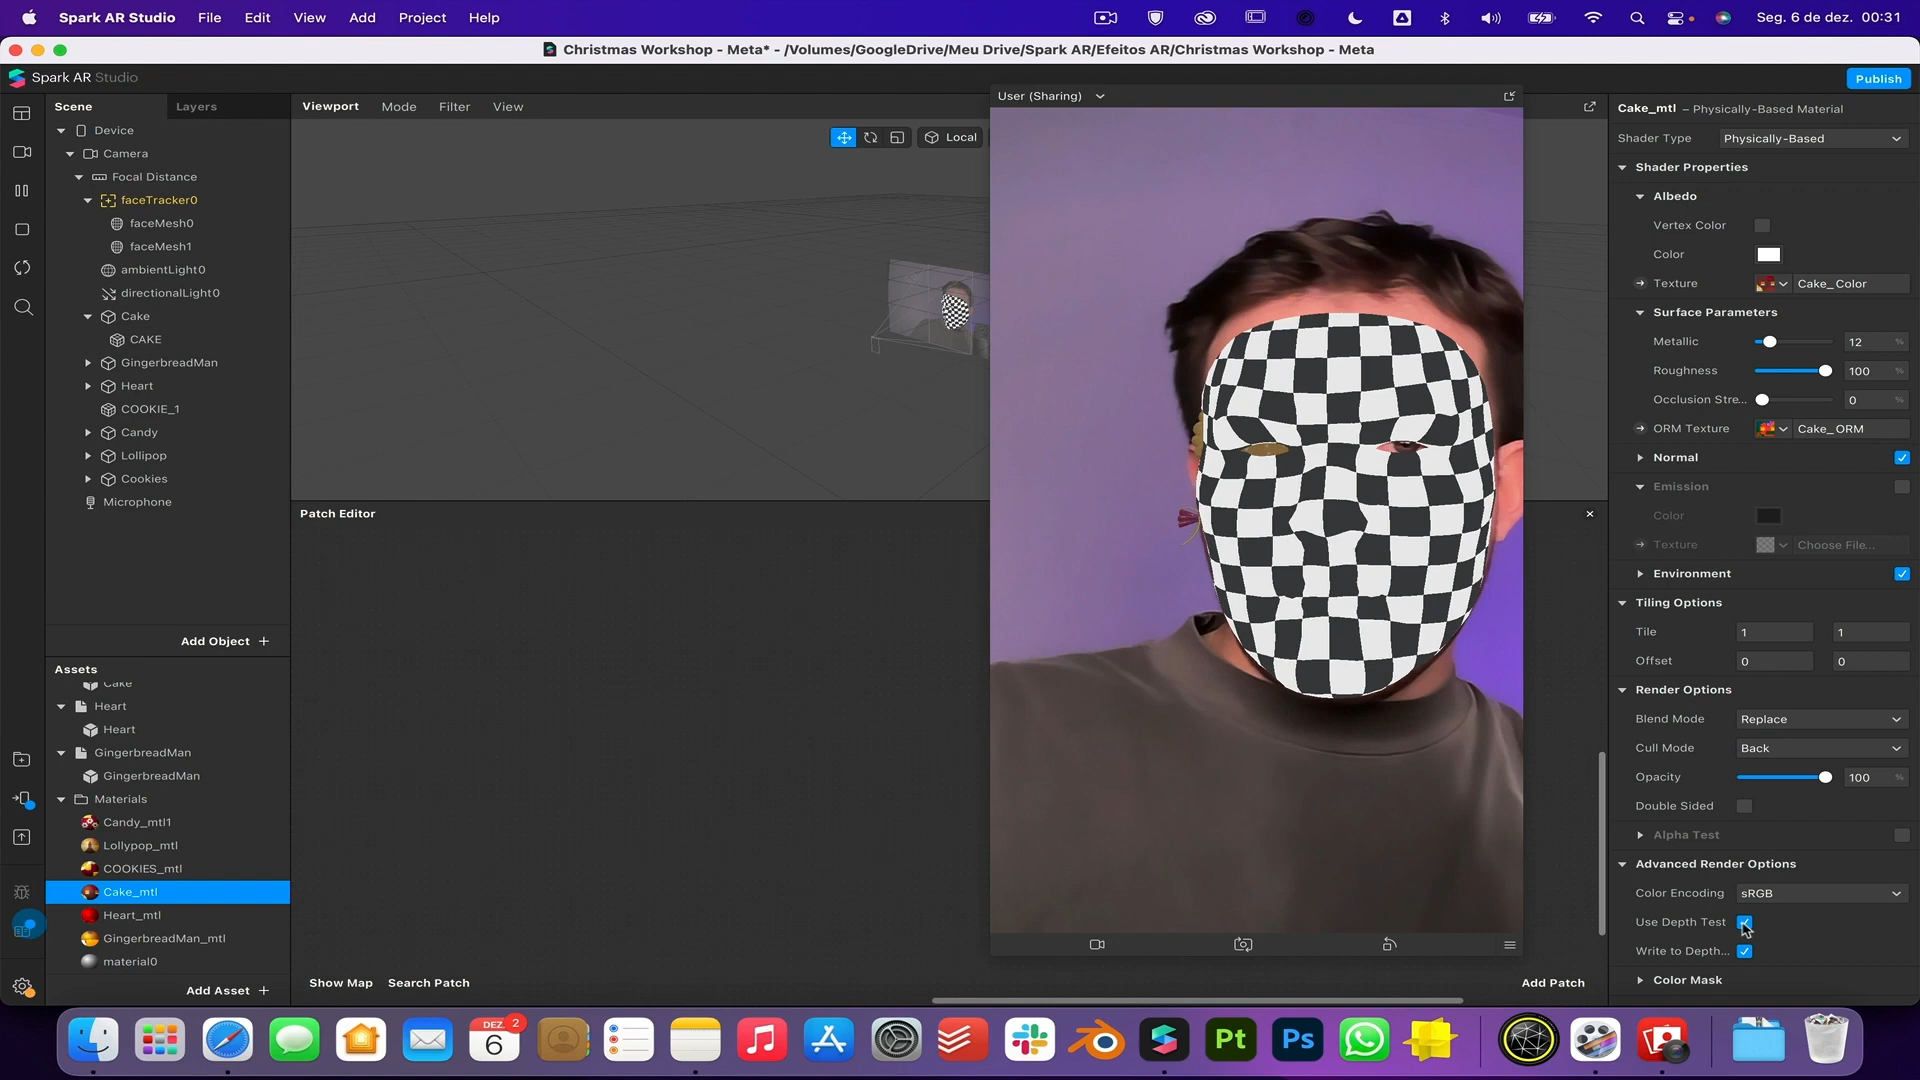 Spark AR Studio File Edit View Add Project Help Seg. 6 de dez. 00:31
Christmas Workshop - Meta* - /Volumes/GoogleDrive/Meu Drive/Spark AR/Efeitos AR/Christmas Workshop - Meta
Spark AR Studio Publish
Scene Layers
Device
Camera
Focal Distance
faceTracker0
faceMesh0
faceMesh1
ambientLight0
directionalLight0
Cake
CAKE
GingerbreadMan
Heart
COOKIE_1
Candy
Lollipop
Cookies
Microphone
Add Object +
Assets
Cake
Heart
Heart
GingerbreadMan
GingerbreadMan
Materials
Candy_mtl1
Lollypop_mtl
COOKIES_mtl
Cake_mtl
Heart_mtl
GingerbreadMan_mtl
material0
Add Asset +
Viewport Mode Filter View
Local
User (Sharing)
Patch Editor
Show Map Search Patch Add Patch
Cake_mtl – Physically-Based Material
Shader Type Physically-Based
Shader Properties
Albedo
Vertex Color
Color
Texture Cake_Color
Surface Parameters
Metallic 12 %
Roughness 100 %
Occlusion Stre... 0 %
ORM Texture Cake_ORM
Normal
Emission
Color
Texture Choose File...
Environment
Tiling Options
Tile 1 1
Offset 0 0
Render Options
Blend Mode Replace
Cull Mode Back
Opacity 100 %
Double Sided
Alpha Test
Advanced Render Options
Color Encoding sRGB
Use Depth Test
Write to Depth...
Color Mask
DEZ. 2
6
Pt
Ps